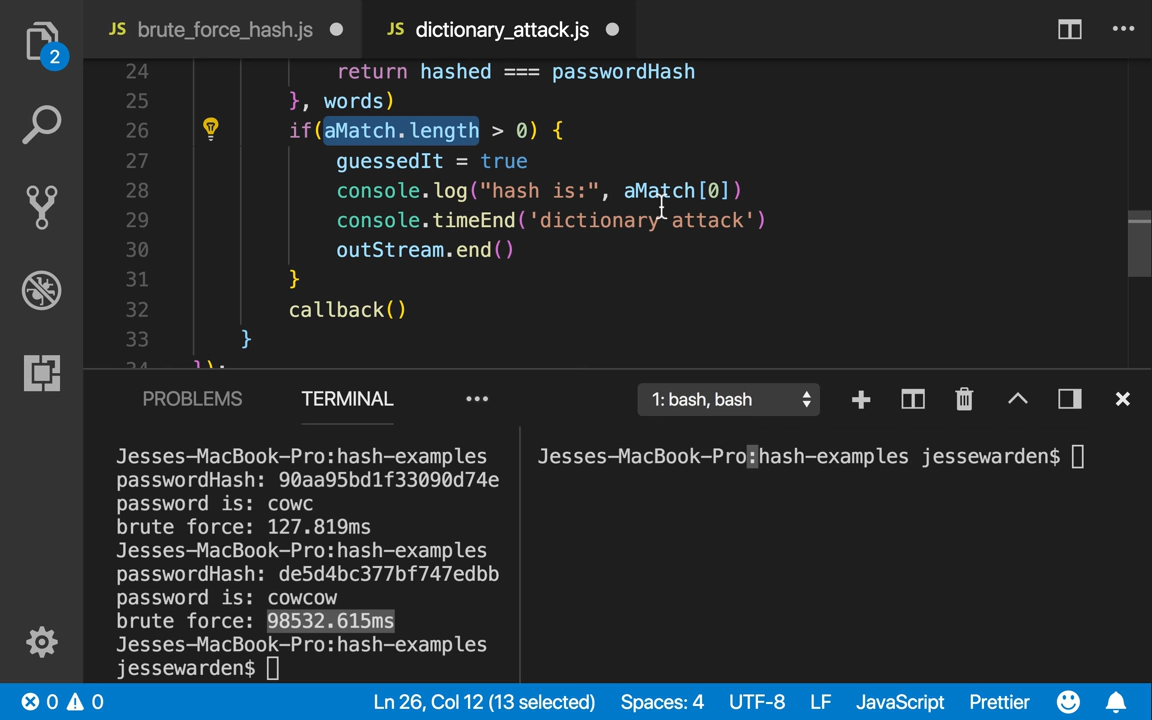 2
JS brute_force_hash.js
JS dictionary_attack.js
24 return hashed === passwordHash
25 }, words)
26 if(aMatch.length > 0) {
27 guessedIt = true
28 console.log("hash is:", aMatch[0])
29 console.timeEnd('dictionary attack')
30 outStream.end()
31 }
32 callback()
33 }
34 });
PROBLEMS TERMINAL 1: bash, bash
Jesses-MacBook-Pro:hash-examples
passwordHash: 90aa95bd1f33090d74e
password is: cowc
brute force: 127.819ms
Jesses-MacBook-Pro:hash-examples
passwordHash: de5d4bc377bf747edbb
password is: cowcow
brute force: 98532.615ms
Jesses-MacBook-Pro:hash-examples
jessewarden$
Jesses-MacBook-Pro:hash-examples jessewarden$
0 0 Ln 26, Col 12 (13 selected) Spaces: 4 UTF-8 LF JavaScript Prettier